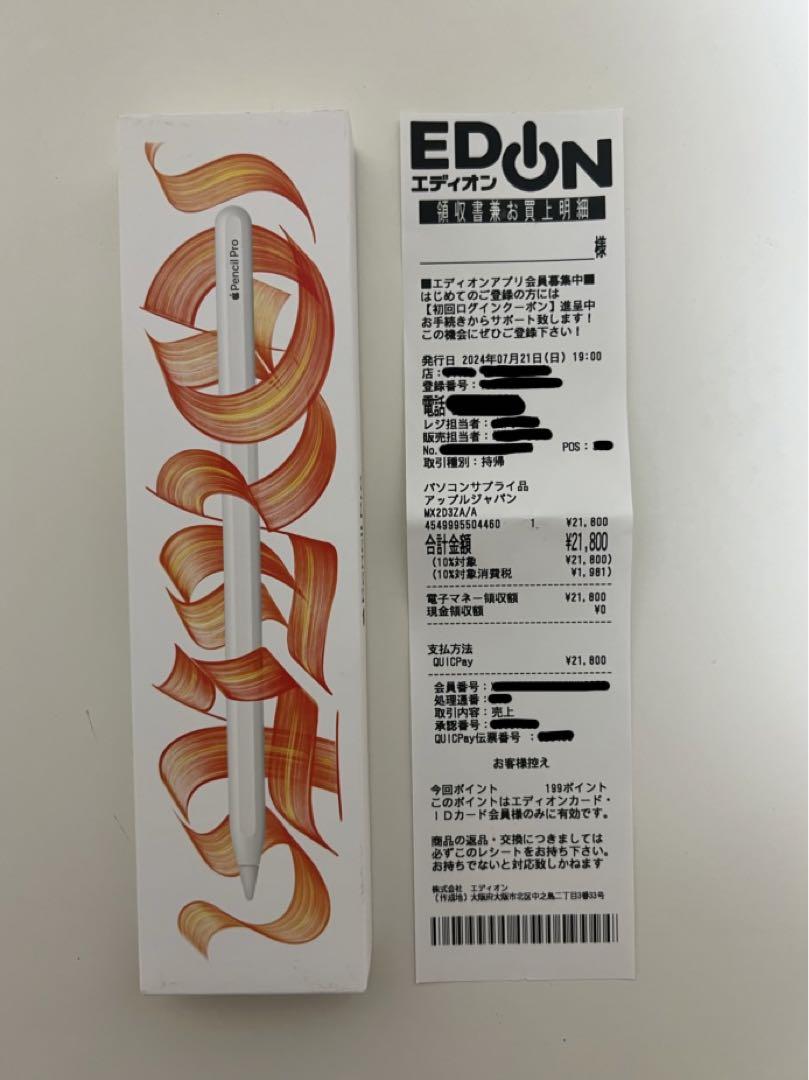 Pencil Pro
EDION
エディオン
領収書兼お買上明細
様
■エディオンアプリ会員募集中■
はじめてのご登録の方には
【初回ログインクーポン】進呈中
お手続きからサポート致します！
この機会にぜひご登録下さい！
発行日 2024年07月21日(日) 19:00
店:
登録番号:
電話
レジ担当者:
販売担当者:
No. POS:
取引種別:持帰
パソコンサプライ品
アップルジャパン
MX2D3ZA/A
4549995504460 1 ¥21,800
合計金額 ¥21,800
(10%対象 ¥21,800)
(10%対象消費税 ¥1,981)
電子マネー領収額 ¥21,800
現金領収額 ¥0
支払方法
QUICPay ¥21,800
会員番号:
処理通番:
取引内容:売上
承認番号:
QUICPay伝票番号 :
お客様控え
今回ポイント 199ポイント
このポイントはエディオンカード・
IDカード会員様のみに有効です。
商品の返品・交換につきましては
必ずこのレシートをお持ち下さい。
お持ちでないと対応致しかねます
株式会社 エディオン
(作成地)大阪府大阪市北区中之島二丁目3番33号